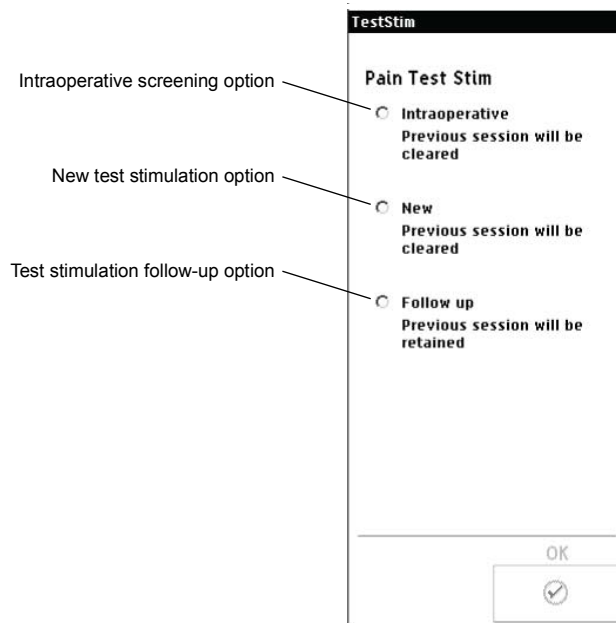 TestStim
Pain Test Stim
Intraoperative screening option
Intraoperative
Previous session will be
cleared
New test stimulation option
New
Previous session will be
cleared
Test stimulation follow-up option
Follow up
Previous session will be
retained
OK